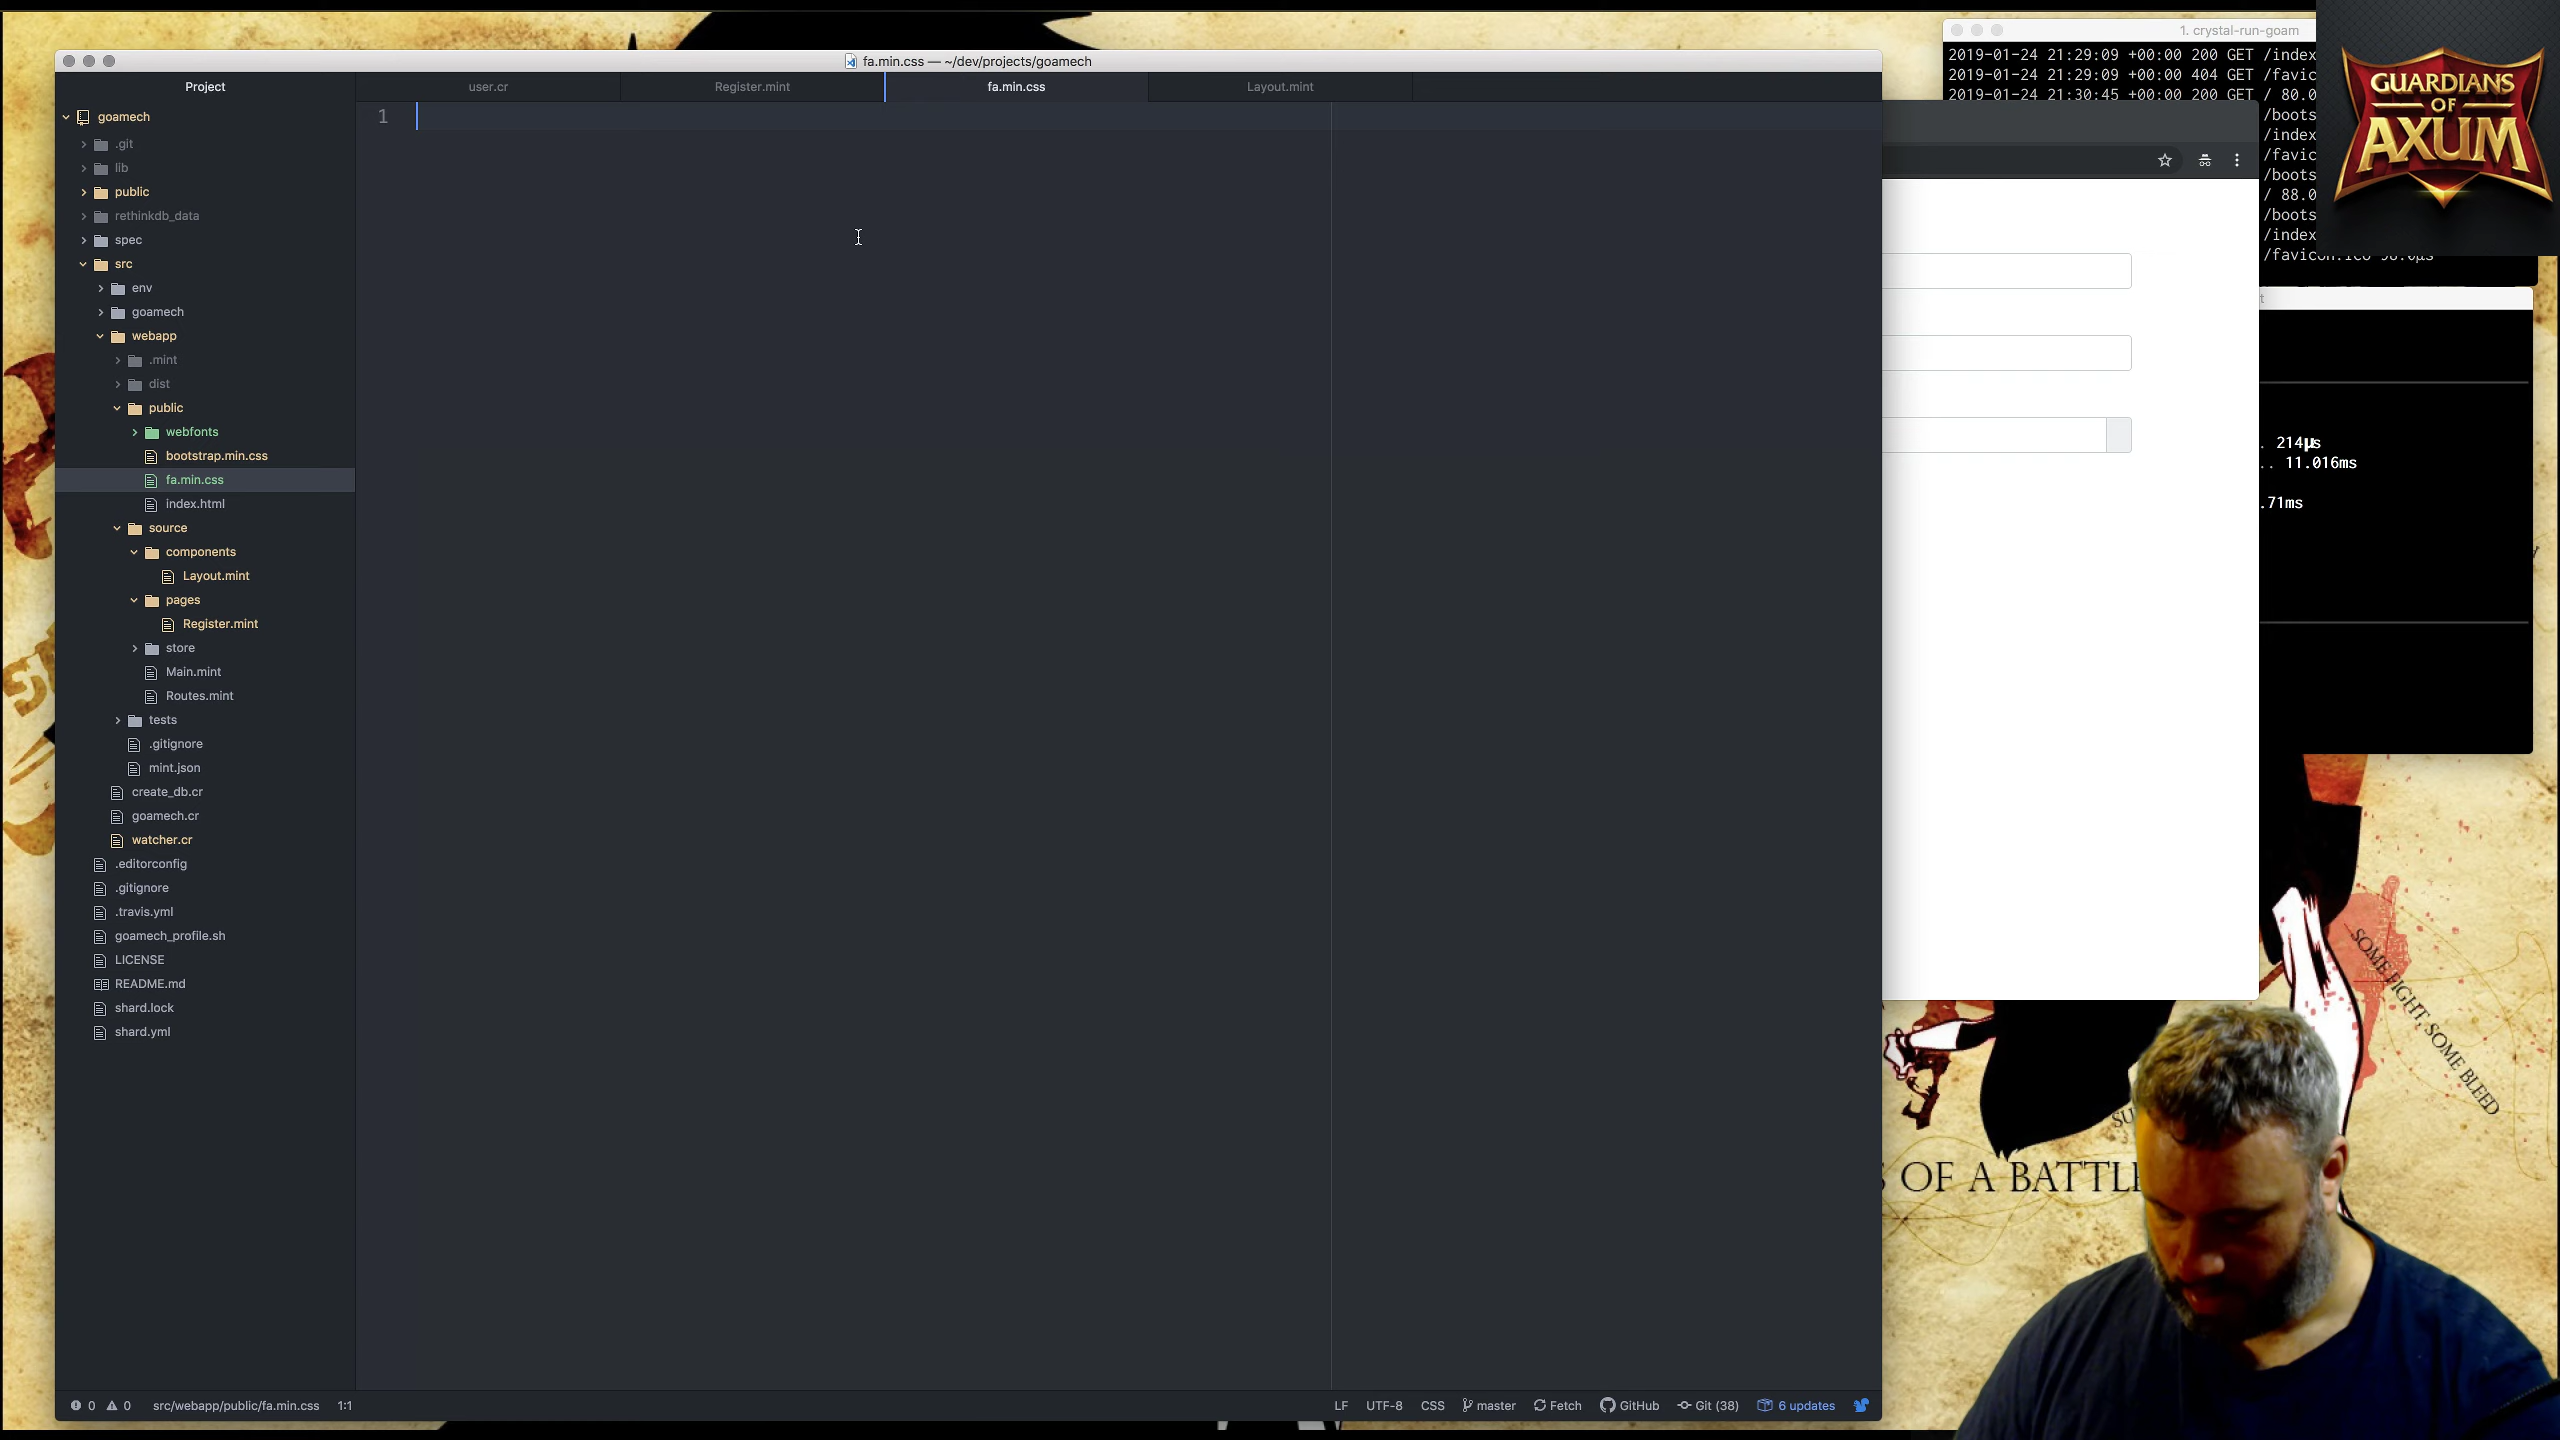 fa.min.css — ~/dev/projects/goamech
Project
user.cr
Register.mint
fa.min.css
Layout.mint
goamech
.git
lib
public
rethinkdb_data
spec
src
env
goamech
webapp
.mint
dist
public
webfonts
bootstrap.min.css
fa.min.css
index.html
source
components
Layout.mint
pages
Register.mint
store
Main.mint
Routes.mint
tests
.gitignore
mint.json
create_db.cr
goamech.cr
watcher.cr
.editorconfig
.gitignore
.travis.yml
goamech_profile.sh
LICENSE
README.md
shard.lock
shard.yml
1
0 0 src/webapp/public/fa.min.css 1:1
LF UTF-8 CSS master Fetch GitHub Git (38) 6 updates
1. crystal-run-goam
2019-01-24 21:29:09 +00:00 200 GET /index
2019-01-24 21:29:09 +00:00 404 GET /favic
2019-01-24 21:30:45 +00:00 200 GET / 80.0
/boots
/index
/favic
/boots
/ 88.0
/boots
/index
/favicon.ico 98.0µs
GUARDIANS
OF
AXUM
t
. 214µs
.. 11.016ms
.71ms
SOME FIGHT, SOME BLEED
SU
S OF A BATTLE